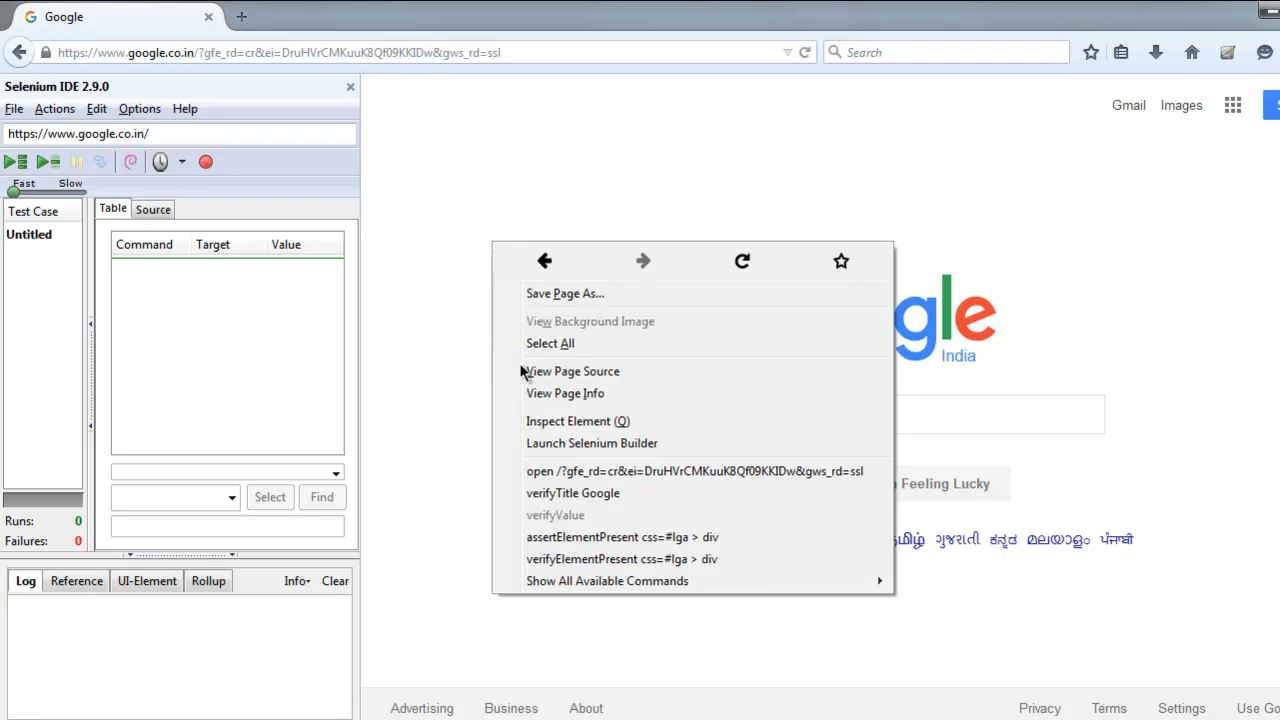 Google
https://www.google.co.in/?gfe_rd=cr&ei=DruHVrCMKuuK8Qf09KKIDw&gws_rd=ssl
Search
Selenium IDE 2.9.0
File Actions Edit Options Help
https://www.google.co.in/
Fast Slow
Test Case
Untitled
Table Source
Command Target Value
Select Find
Runs: 0
Failures: 0
Log Reference UI-Element Rollup Info Clear
Gmail Images
Save Page As...
View Background Image
Select All
View Page Source
View Page Info
Inspect Element (Q)
Launch Selenium Builder
open /?gfe_rd=cr&ei=DruHVrCMKuuK8Qf09KKIDw&gws_rd=ssl
verifyTitle Google
verifyValue
assertElementPresent css=#lga > div
verifyElementPresent css=#lga > div
Show All Available Commands
gle
India
Feeling Lucky
தமிழ் ગુજરાતી ಕನ್ನಡ മലയാളം ਪੰਜਾਬੀ
Advertising Business About
Privacy Terms Settings Use Go